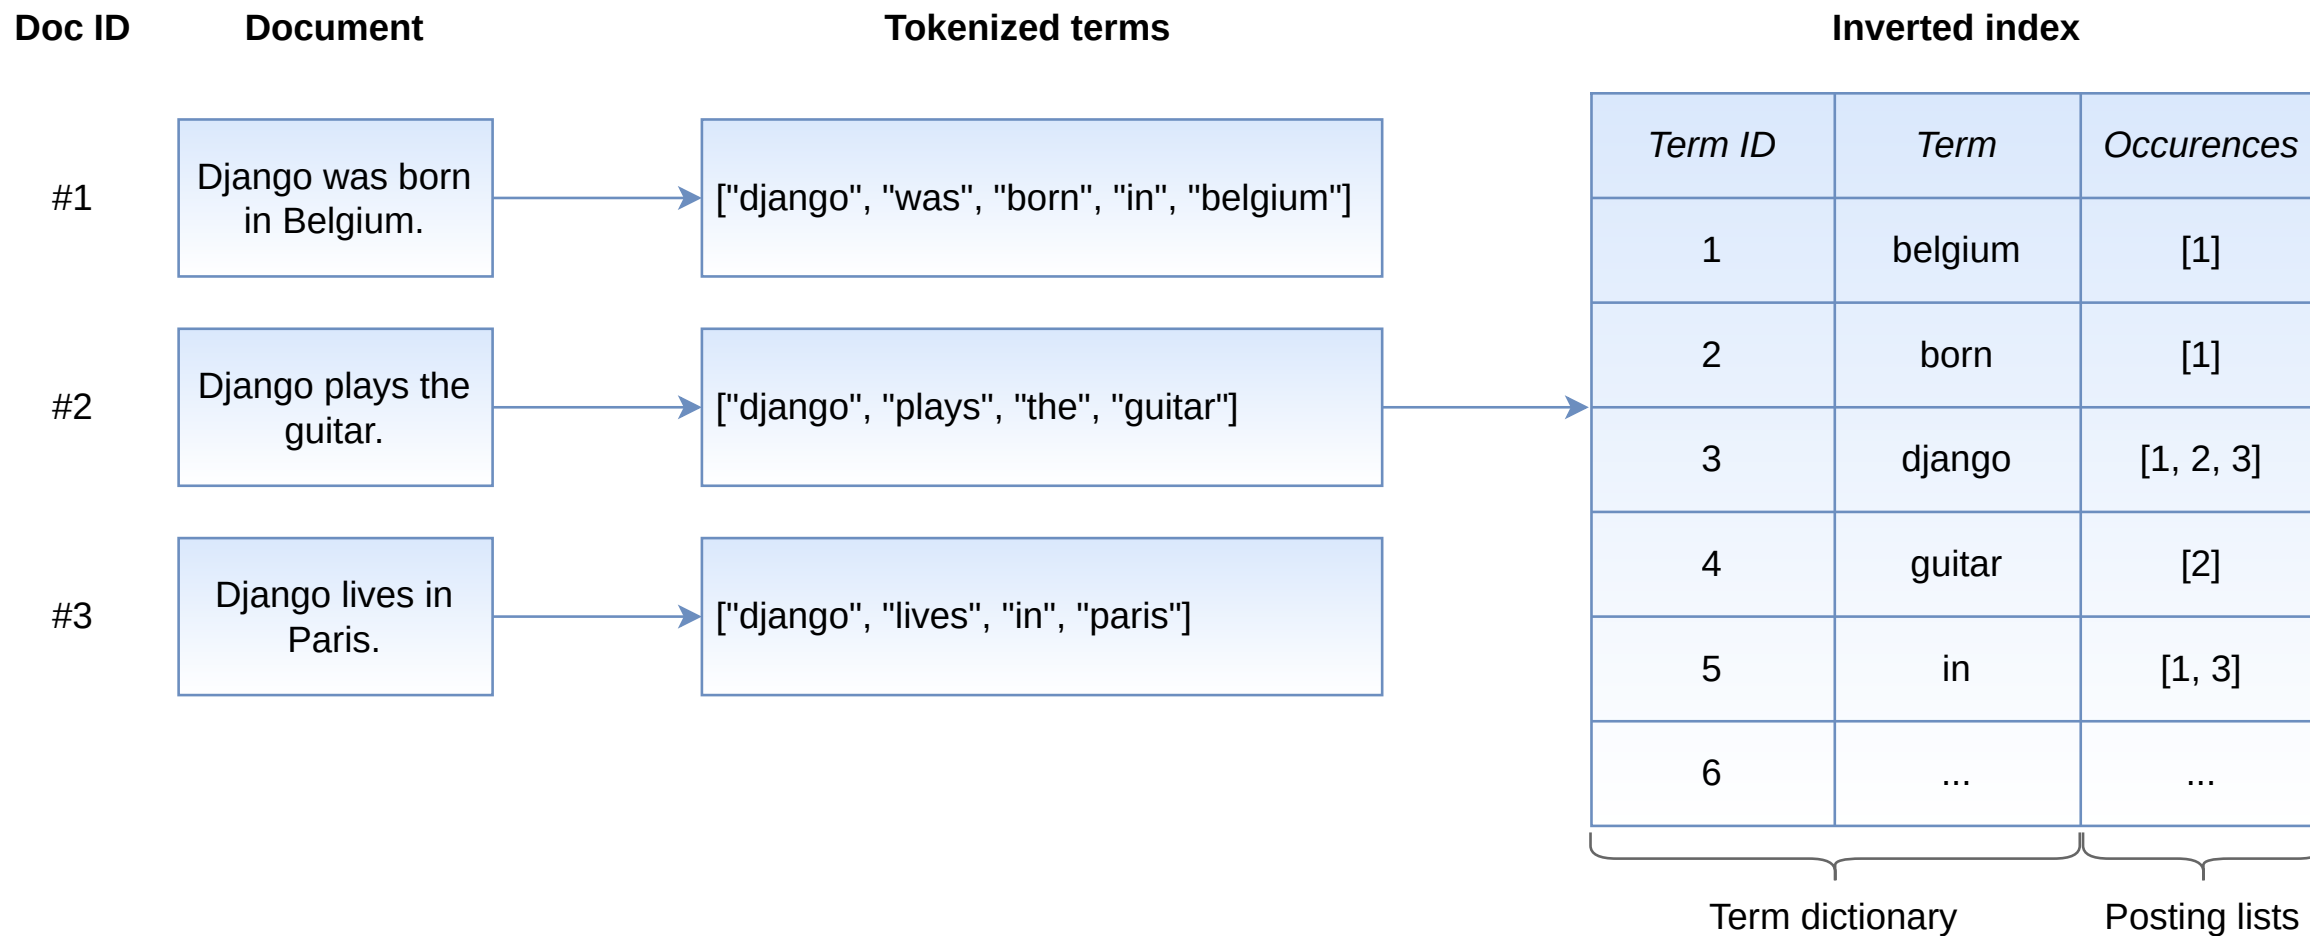 Doc ID Document Tokenized terms Inverted index
Term ID Term Occurences
#1
Django was born
in Belgium.
["django", "was", "born", "in", "belgium"]
1 belgium [1]
2 born [1]
#2
Django plays the
guitar.
["django", "plays", "the", "guitar"]
3 django [1, 2, 3]
4 guitar [2]
#3
Django lives in
Paris.
["django", "lives", "in", "paris"]
5 in [1, 3]
6 ... ...
Term dictionary Posting lists